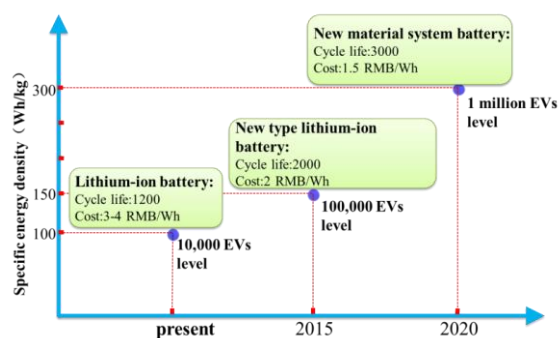 New material system battery:
Cycle life:3000
Cost:1.5 RMB/Wh
300
1 million EVs
level
New type lithium-ion
battery:
Cycle life:2000
Cost:2 RMB/Wh
Lithium-ion battery:
Cycle life:1200
Cost:3-4 RMB/Wh
150
100,000 EVs
level
100
10,000 EVs
level
Specific energy density（Wh/kg）
present
2015
2020